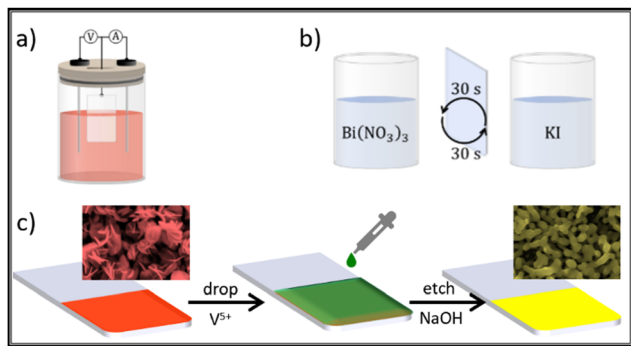 a)
V
A
b)
30 s
30 s
Bi(NO₃)₃
KI
c)
drop
V⁵⁺
etch
NaOH